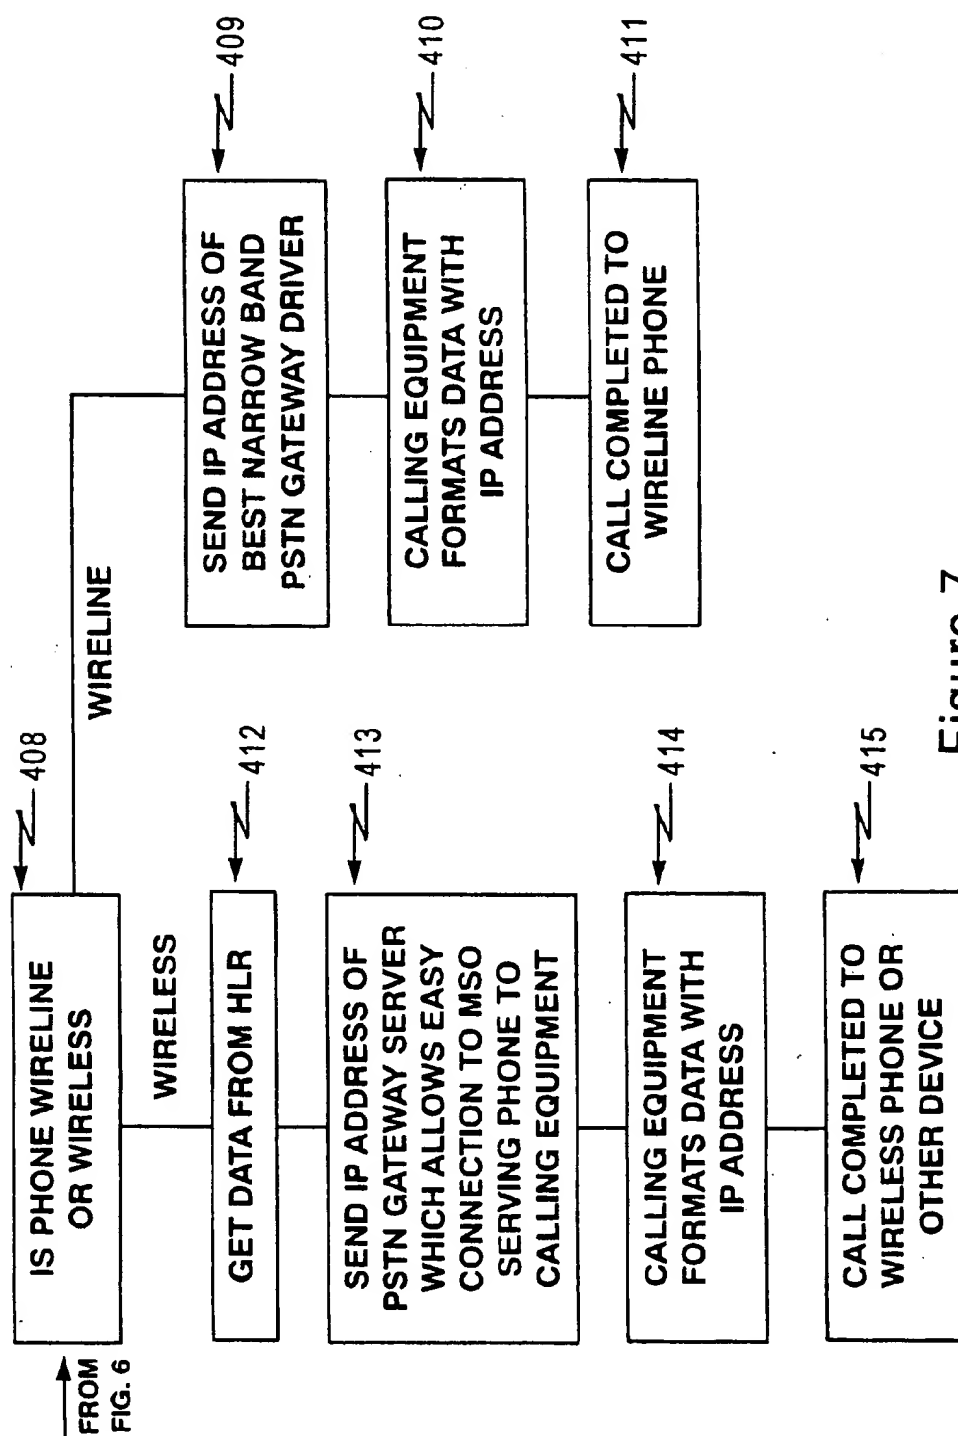 FROM
FIG. 6
IS PHONE WIRELINE
OR WIRELESS
408
WIRELESS
WIRELINE
GET DATA FROM HLR
412
SEND IP ADDRESS OF
PSTN GATEWAY SERVER
WHICH ALLOWS EASY
CONNECTION TO MSO
SERVING PHONE TO
CALLING EQUIPMENT
413
CALLING EQUIPMENT
FORMATS DATA WITH
IP ADDRESS
414
CALL COMPLETED TO
WIRELESS PHONE OR
OTHER DEVICE
415
SEND IP ADDRESS OF
BEST NARROW BAND
PSTN GATEWAY DRIVER
409
CALLING EQUIPMENT
FORMATS DATA WITH
IP ADDRESS
410
CALL COMPLETED TO
WIRELINE PHONE
411
Figure 7